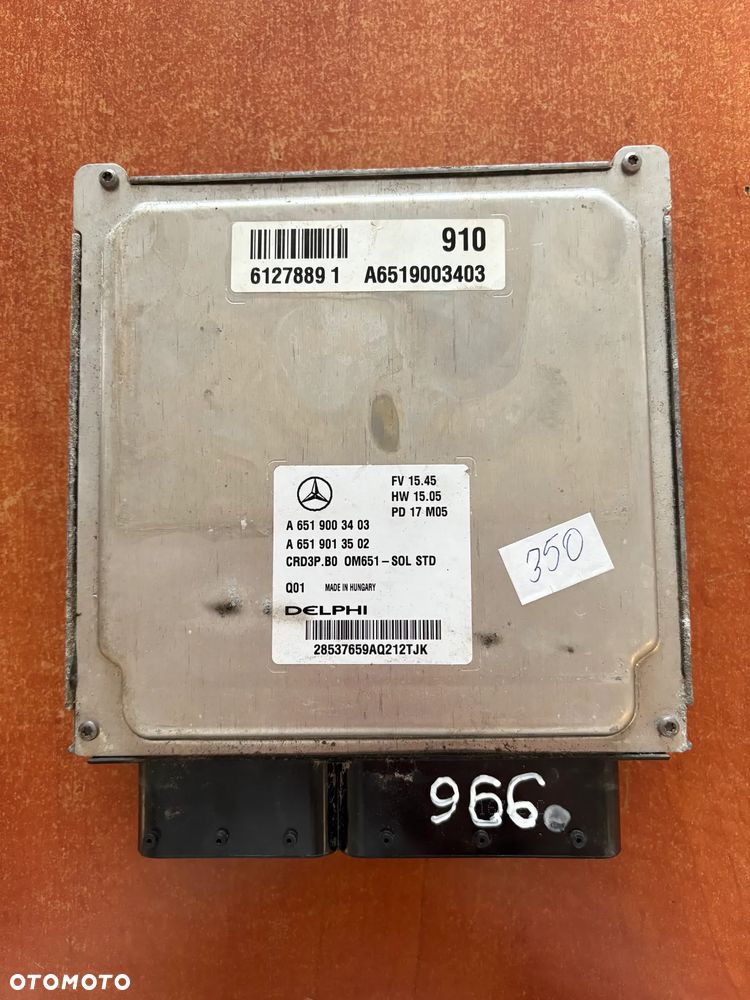 910
6127889 1 A6519003403
FV 15.45
HW 15.05
PD 17 M05
A 651 900 34 03
A 651 901 35 02
CRD3P.B0 OM651-SOL STD
Q01 MADE IN HUNGARY
DELPHI
28537659AQ212TJK
350
966.
OTOMOTO